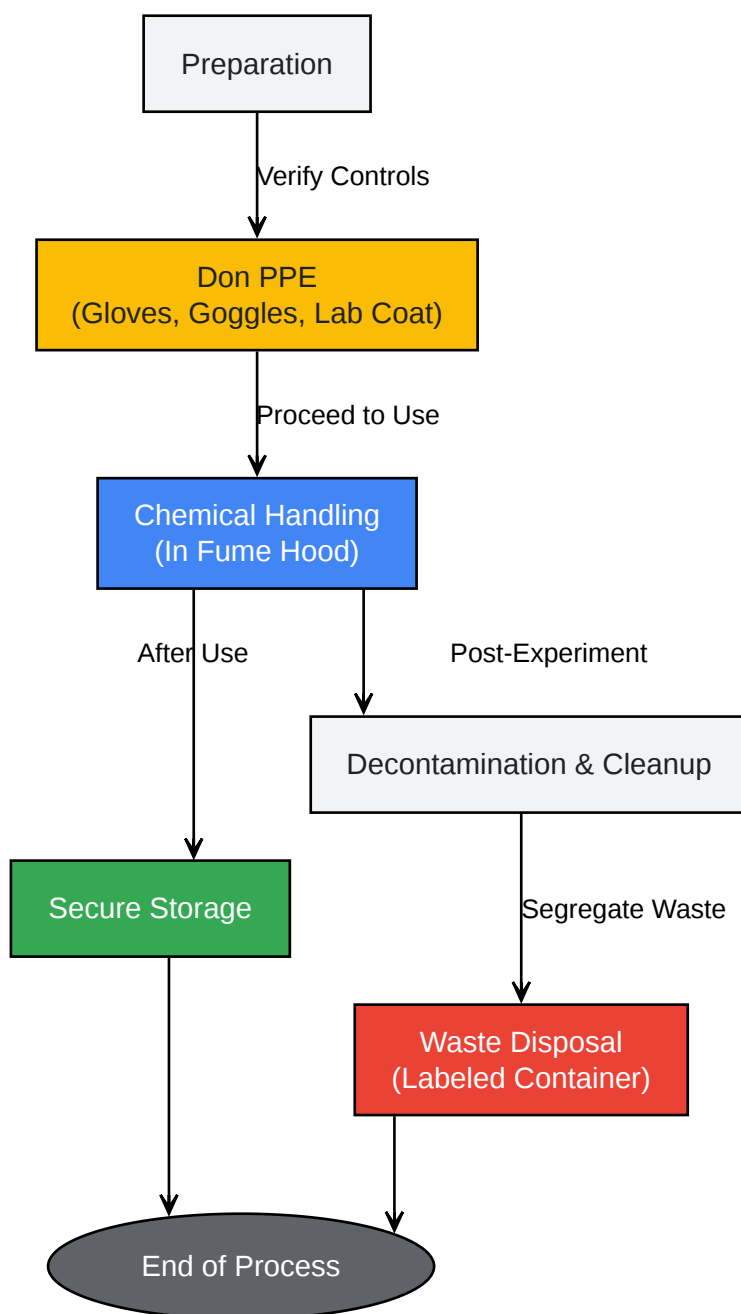 Preparation
Verify Controls
Don PPE
(Gloves, Goggles, Lab Coat)
Proceed to Use
Chemical Handling
(In Fume Hood)
After Use
Post-Experiment
Decontamination & Cleanup
Secure Storage
Segregate Waste
Waste Disposal
(Labeled Container)
End of Process